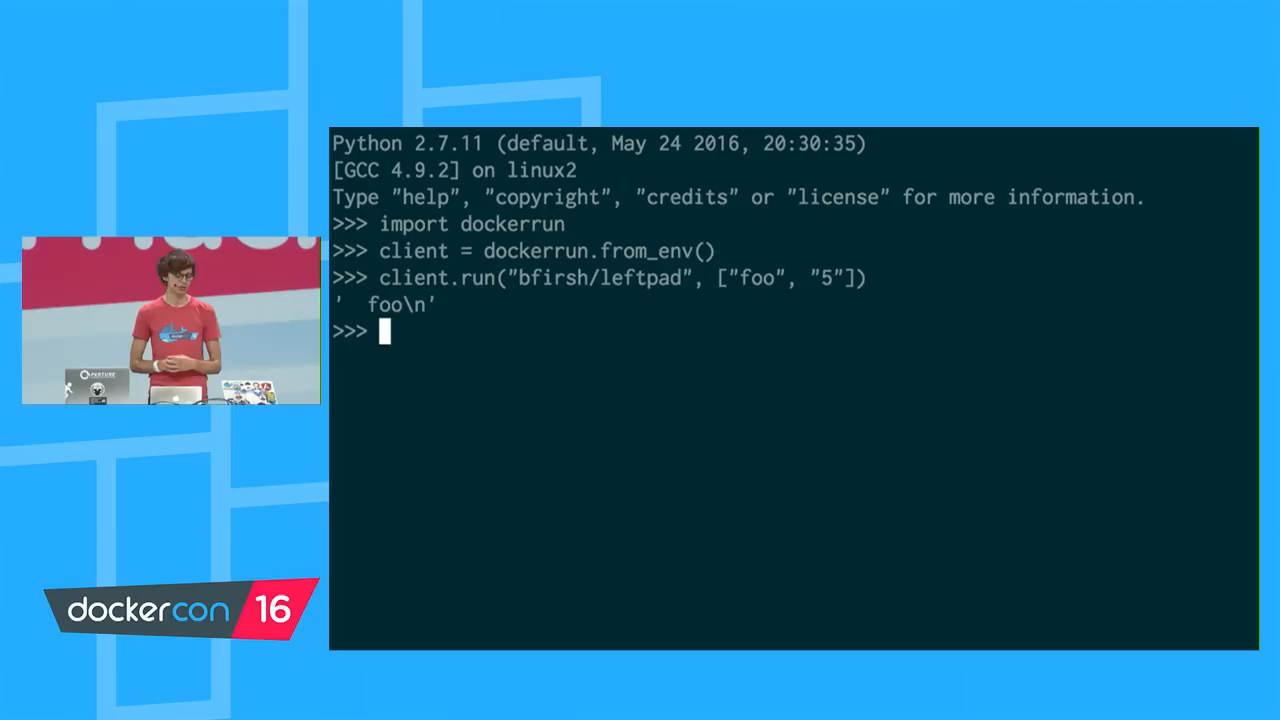 Python 2.7.11 (default, May 24 2016, 20:30:35)
[GCC 4.9.2] on linux2
Type "help", "copyright", "credits" or "license" for more information.
>>> import dockerrun
>>> client = dockerrun.from_env()
>>> client.run("bfirsh/leftpad", ["foo", "5"])
'  foo\n'
>>>
APERTURE
dockercon 16